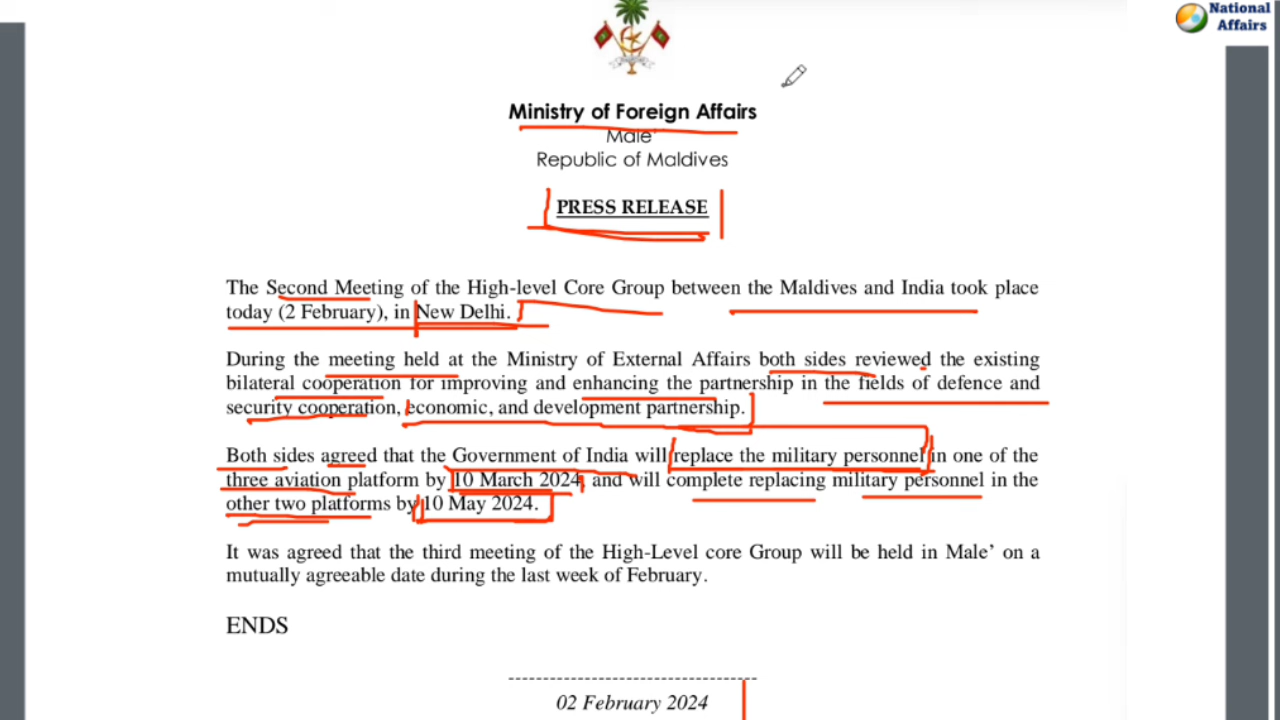 National
Affairs
Ministry of Foreign Affairs
Male'
Republic of Maldives
PRESS RELEASE
The Second Meeting of the High-level Core Group between the Maldives and India took place
today (2 February), in New Delhi.
During the meeting held at the Ministry of External Affairs both sides reviewed the existing
bilateral cooperation for improving and enhancing the partnership in the fields of defence and
security cooperation, economic, and development partnership.
Both sides agreed that the Government of India will replace the military personnel in one of the
three aviation platform by 10 March 2024, and will complete replacing military personnel in the
other two platforms by 10 May 2024.
It was agreed that the third meeting of the High-Level core Group will be held in Male’ on a
mutually agreeable date during the last week of February.
ENDS
-----------------------------------
02 February 2024